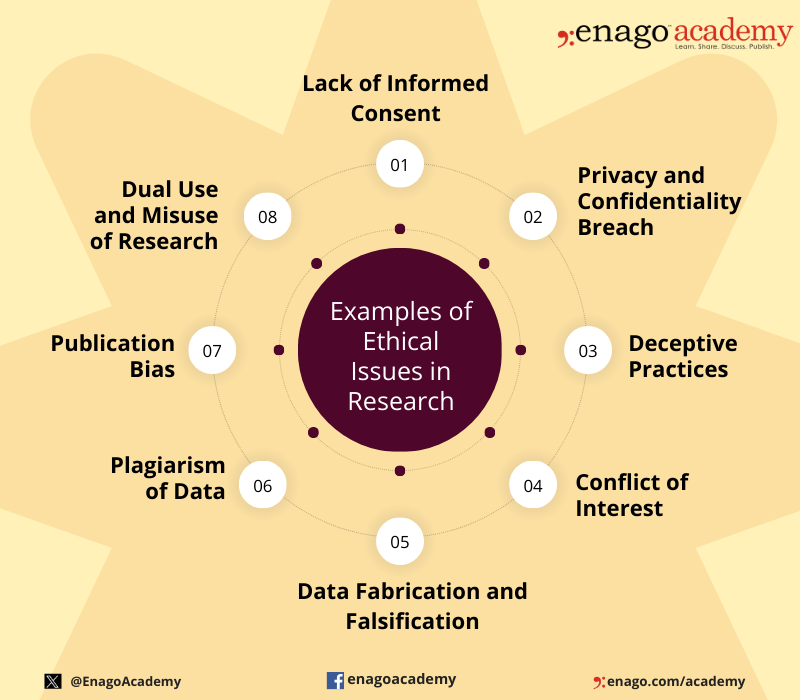 enago academy
Learn. Share. Discuss. Publish.
Lack of Informed
Consent
01
Privacy and
Confidentiality
Breach
02
Deceptive
Practices
03
Conflict of
Interest
04
Data Fabrication and
Falsification
05
Plagiarism
of Data
06
Publication
Bias
07
Dual Use
and Misuse
of Research
08
Examples of
Ethical
Issues in
Research
@EnagoAcademy
enagoacademy
enago.com/academy